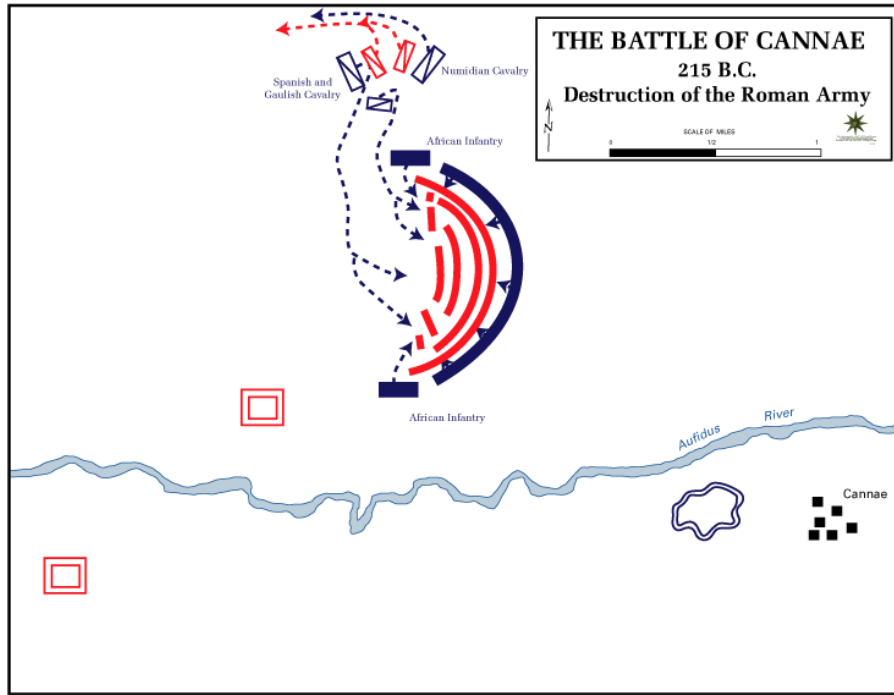 THE BATTLE OF CANNAE
215 B.C.
Destruction of the Roman Army
N
SCALE OF MILES
0 1/2 1
Spanish and
Gaulish Cavalry
Numidian Cavalry
African Infantry
African Infantry
Aufidus River
Cannae